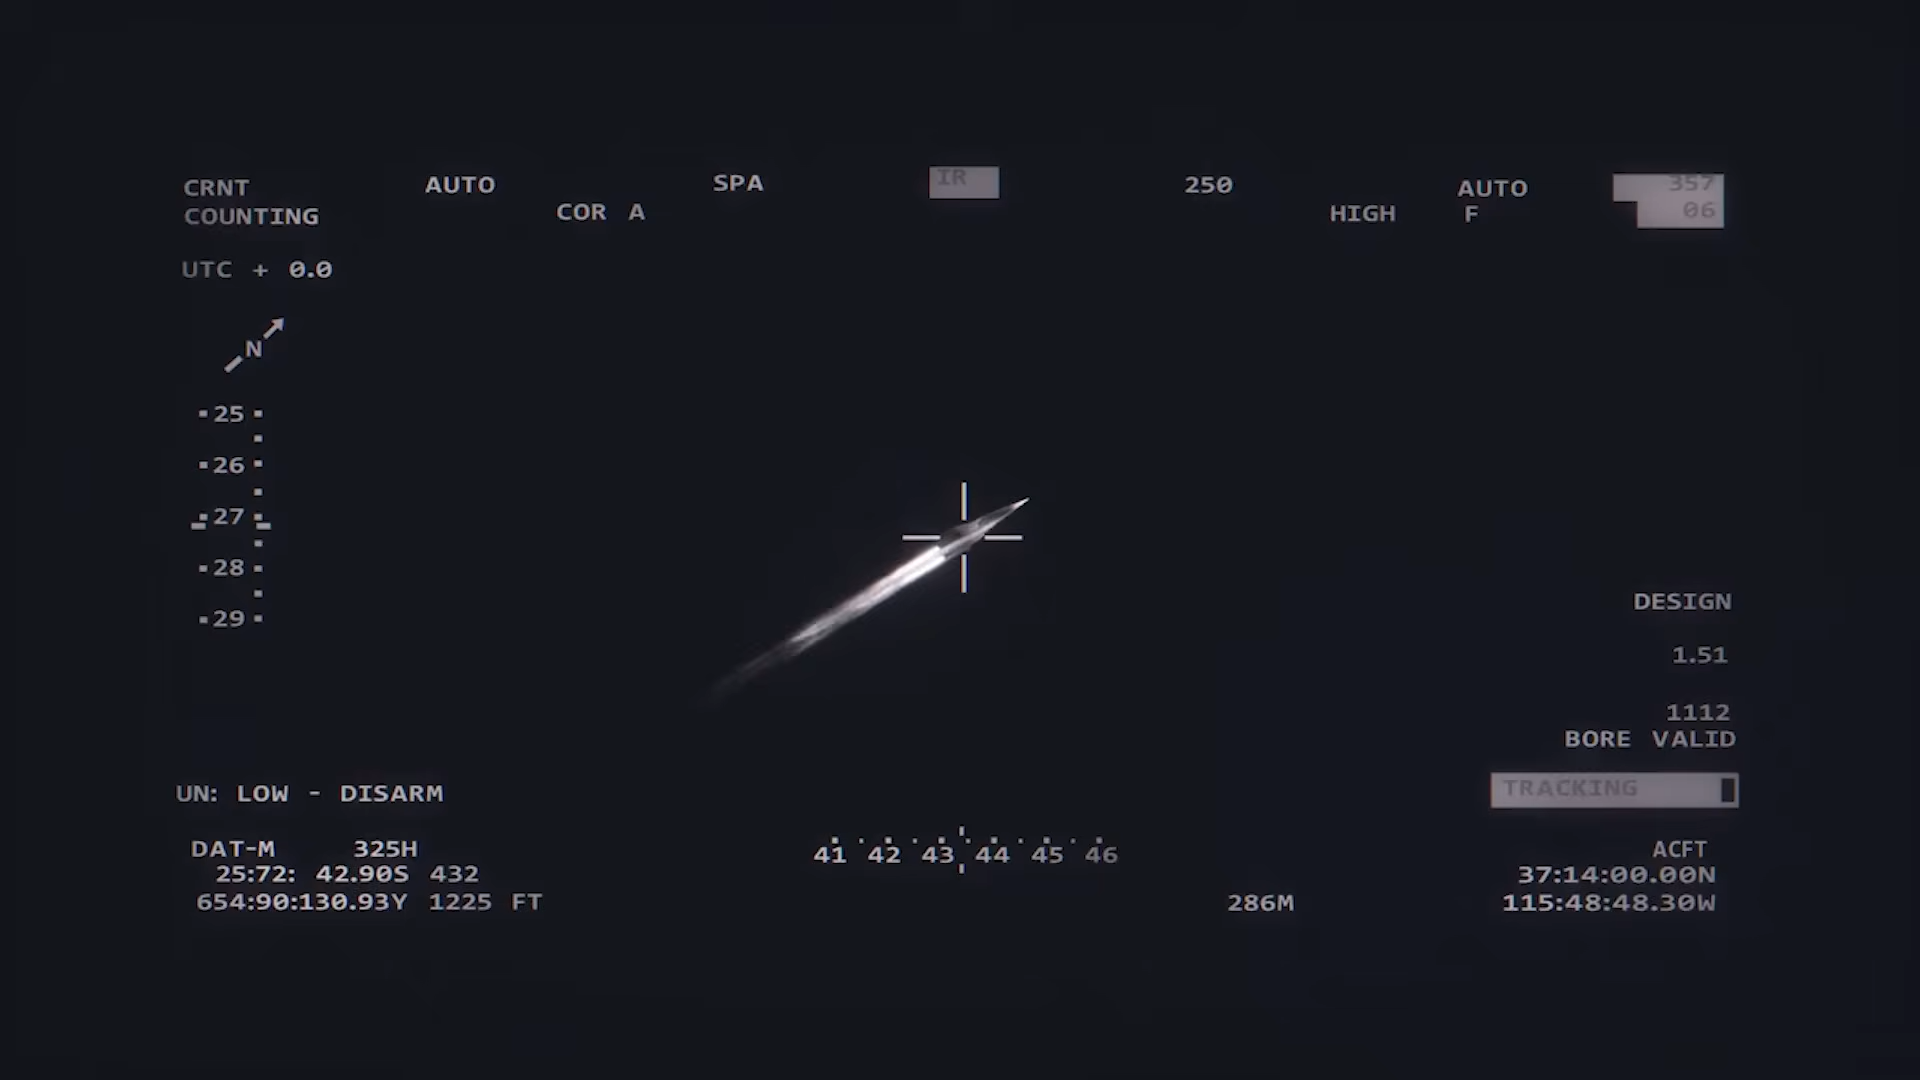 CRNT AUTO SPA IR 250 AUTO 357
COUNTING COR A HIGH F 06
UTC + 0.0
N
25
26
27
28
29
DESIGN
1.51
1112
BORE VALID
TRACKING
UN: LOW - DISARM
DAT-M 325H
25:72: 42.90S 432
654:90:130.93Y 1225 FT
41 42 43 44 45 46
286M
ACFT
37:14:00.00N
115:48:48.30W